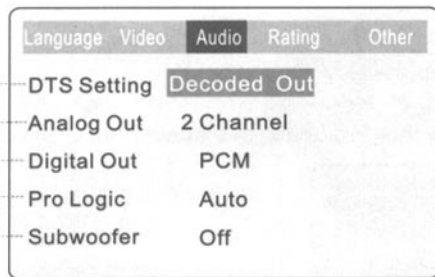 Language Video Audio Rating Other
DTS Setting Decoded Out
Analog Out 2 Channel
Digital Out PCM
Pro Logic Auto
Subwoofer Off